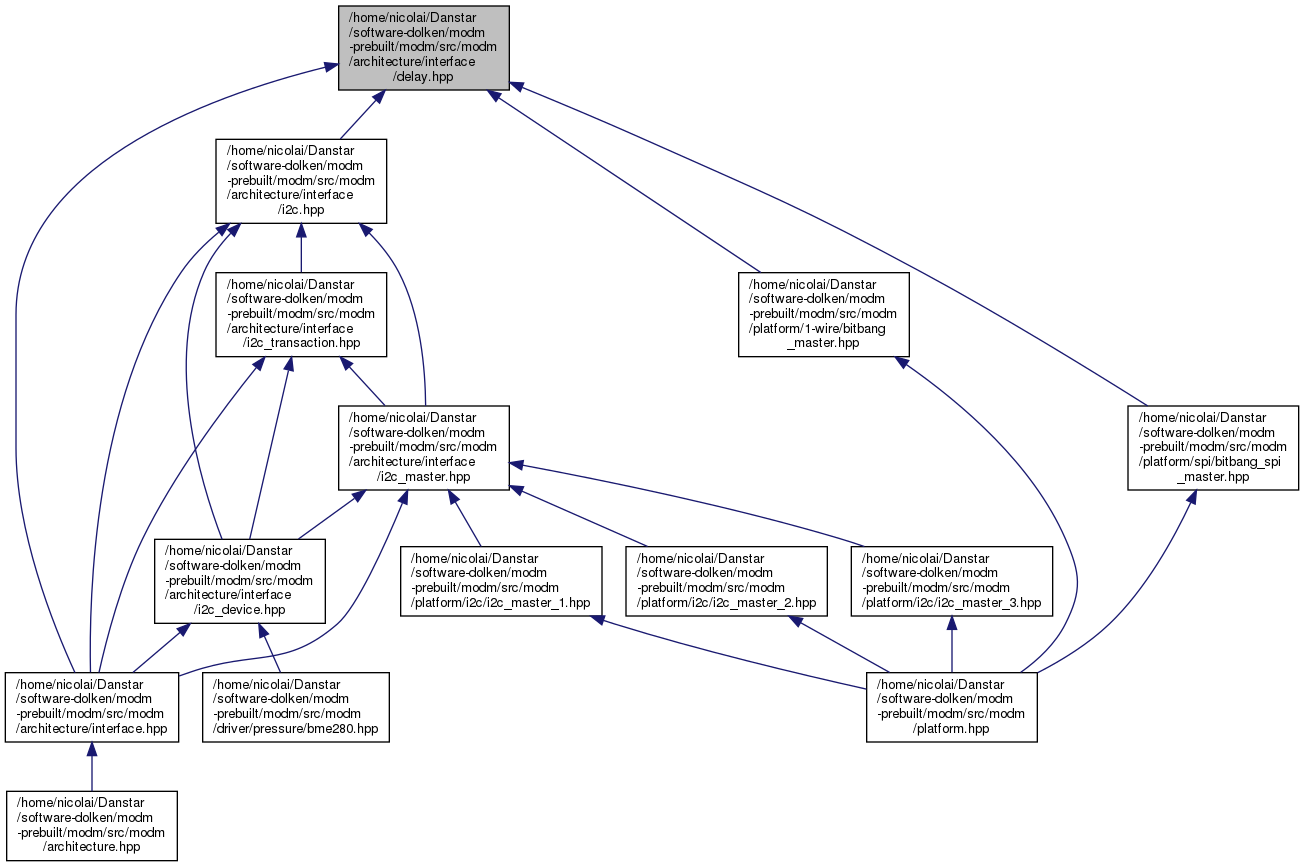 /home/nicolai/Danstar
/software-dolken/modm
-prebuilt/modm/src/modm
/architecture/interface
/delay.hpp
/home/nicolai/Danstar
/software-dolken/modm
-prebuilt/modm/src/modm
/architecture/interface
/i2c.hpp
/home/nicolai/Danstar
/software-dolken/modm
-prebuilt/modm/src/modm
/architecture/interface
/i2c_transaction.hpp
/home/nicolai/Danstar
/software-dolken/modm
-prebuilt/modm/src/modm
/platform/1-wire/bitbang
_master.hpp
/home/nicolai/Danstar
/software-dolken/modm
-prebuilt/modm/src/modm
/architecture/interface
/i2c_master.hpp
/home/nicolai/Danstar
/software-dolken/modm
-prebuilt/modm/src/modm
/platform/spi/bitbang_spi
_master.hpp
/home/nicolai/Danstar
/software-dolken/modm
-prebuilt/modm/src/modm
/architecture/interface
/i2c_device.hpp
/home/nicolai/Danstar
/software-dolken/modm
-prebuilt/modm/src/modm
/platform/i2c/i2c_master_1.hpp
/home/nicolai/Danstar
/software-dolken/modm
-prebuilt/modm/src/modm
/platform/i2c/i2c_master_2.hpp
/home/nicolai/Danstar
/software-dolken/modm
-prebuilt/modm/src/modm
/platform/i2c/i2c_master_3.hpp
/home/nicolai/Danstar
/software-dolken/modm
-prebuilt/modm/src/modm
/architecture/interface.hpp
/home/nicolai/Danstar
/software-dolken/modm
-prebuilt/modm/src/modm
/driver/pressure/bme280.hpp
/home/nicolai/Danstar
/software-dolken/modm
-prebuilt/modm/src/modm
/platform.hpp
/home/nicolai/Danstar
/software-dolken/modm
-prebuilt/modm/src/modm
/architecture.hpp